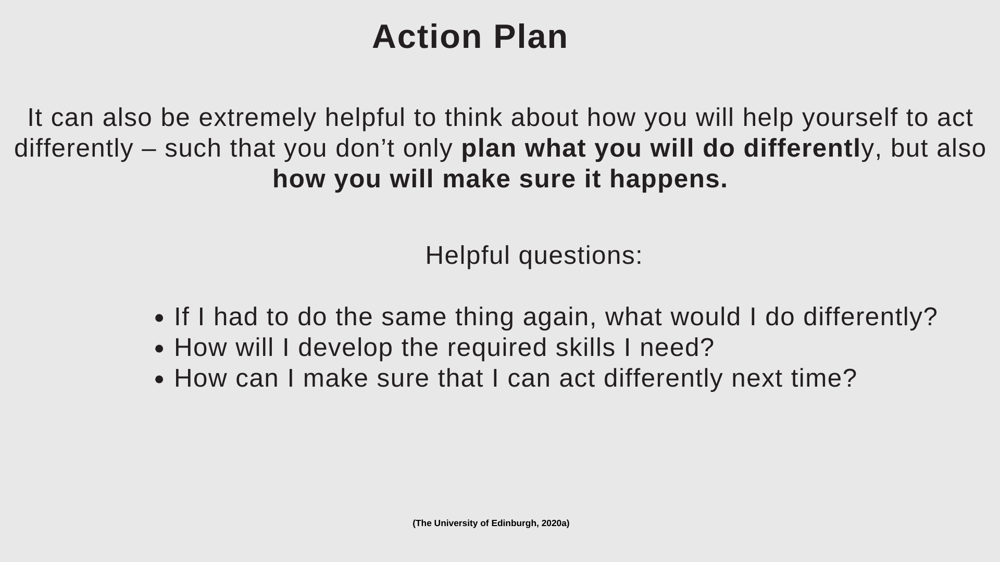 Action Plan
It can also be extremely helpful to think about how you will help yourself to act
differently – such that you don’t only plan what you will do differently, but also
how you will make sure it happens.
Helpful questions:
• If I had to do the same thing again, what would I do differently?
• How will I develop the required skills I need?
• How can I make sure that I can act differently next time?
(The University of Edinburgh, 2020a)